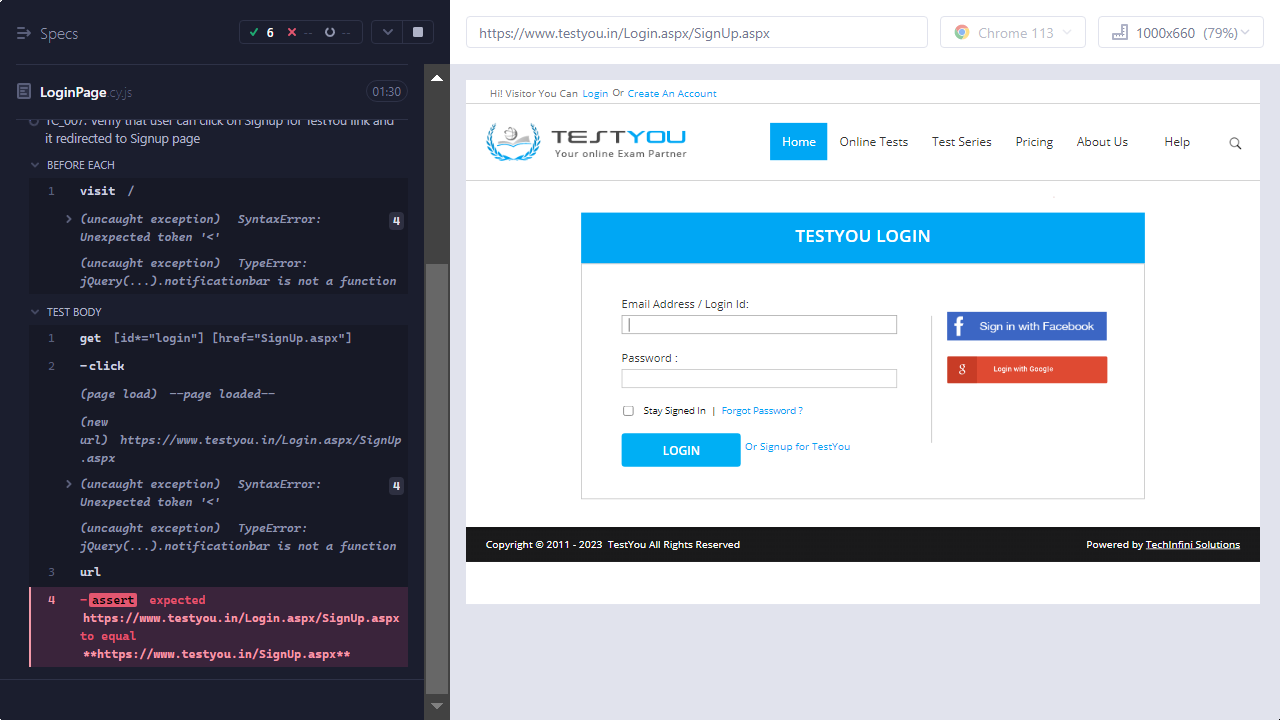 Specs
6 -- --
https://www.testyou.in/Login.aspx/SignUp.aspx
Chrome 113
1000x660 (79%)
LoginPage.cy.js
01:30
TC_007: Verify that user can click on Signup for TestYou link and
it redirected to Signup page
BEFORE EACH
1 visit /
(uncaught exception) SyntaxError: 4
Unexpected token '<'
(uncaught exception) TypeError:
jQuery(...).notificationbar is not a function
TEST BODY
1 get [id*="login"] [href="SignUp.aspx"]
2 -click
(page load) --page loaded--
(new
url) https://www.testyou.in/Login.aspx/SignUp
.aspx
(uncaught exception) SyntaxError: 4
Unexpected token '<'
(uncaught exception) TypeError:
jQuery(...).notificationbar is not a function
3 url
4 -assert expected
https://www.testyou.in/Login.aspx/SignUp.aspx
to equal
**https://www.testyou.in/SignUp.aspx**
Hi! Visitor You Can Login Or Create An Account
TESTYOU
Your online Exam Partner
Home Online Tests Test Series Pricing About Us Help
TESTYOU LOGIN
Email Address / Login Id:
Password :
Stay Signed In | Forgot Password ?
LOGIN Or Signup for TestYou
f Sign in with Facebook
g Login with Google
Copyright © 2011 - 2023 TestYou All Rights Reserved
Powered by TechInfini Solutions